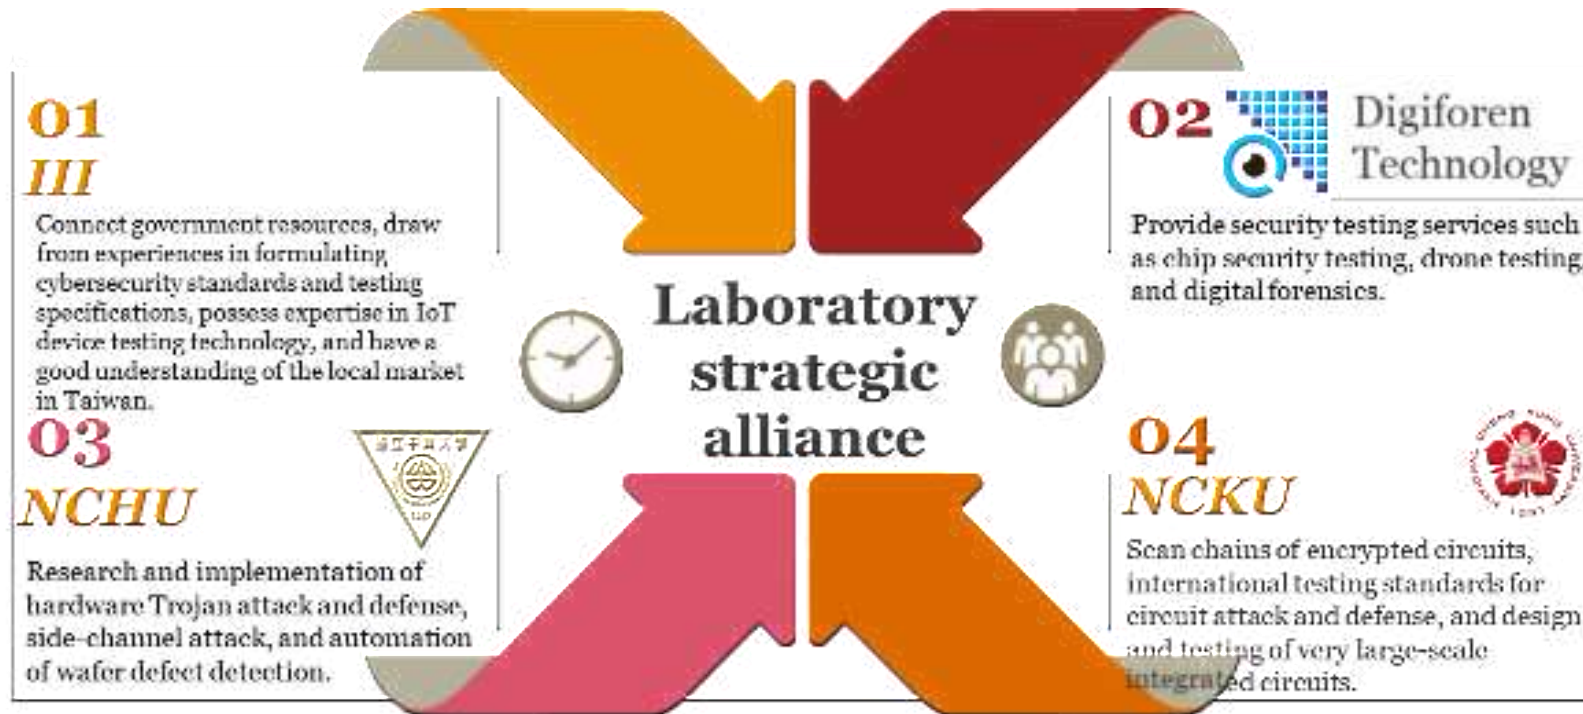 01
III
Connect government resources, draw
from experiences in formulating
cybersecurity standards and testing
specifications, possess expertise in IoT
device testing technology, and have a
good understanding of the local market
in Taiwan.
02
Digiforen
Technology
Provide security testing services such
as chip security testing, drone testing,
and digital forensics.
Laboratory
strategic
alliance
03
NCHU
Research and implementation of
hardware Trojan attack and defense,
side-channel attack, and automation
of wafer defect detection.
04
NCKU
Scan chains of encrypted circuits,
international testing standards for
circuit attack and defense, and design
and testing of very large-scale
integrated circuits.